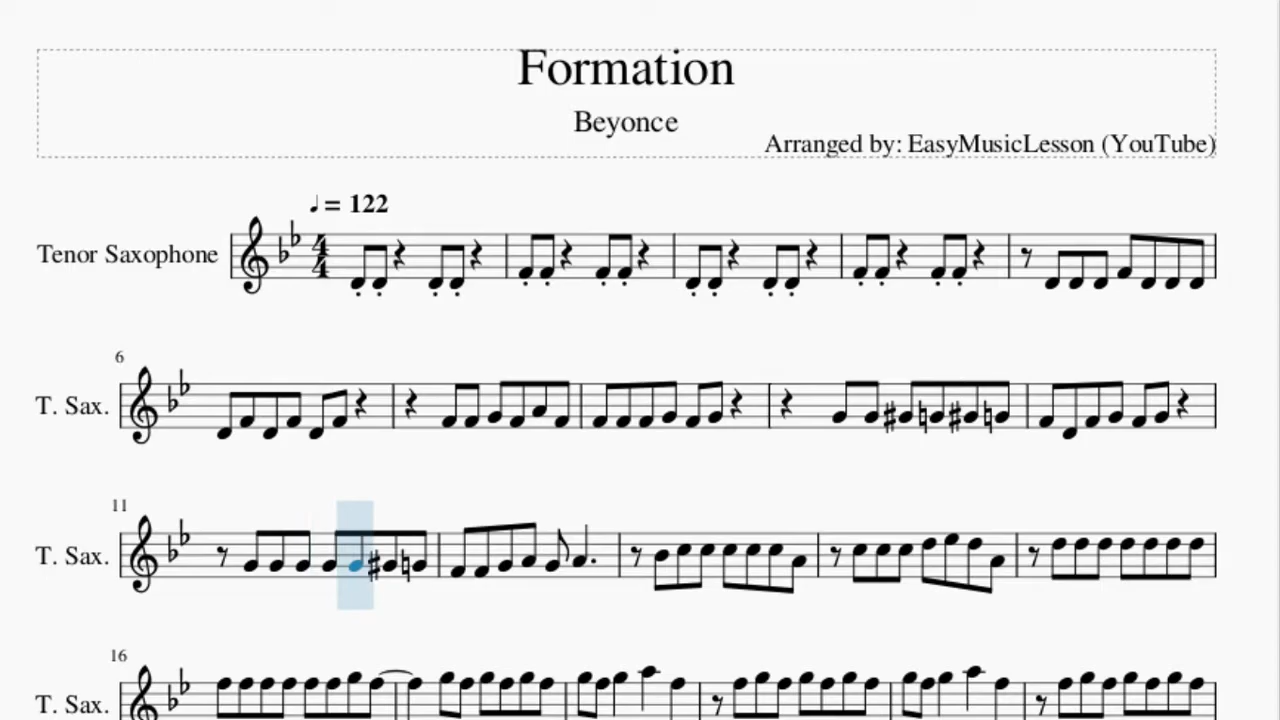 Formation
Beyonce
Arranged by: EasyMusicLesson (YouTube)
♩ = 122
Tenor Saxophone
4
4
6
T. Sax.
11
T. Sax.
16
T. Sax.